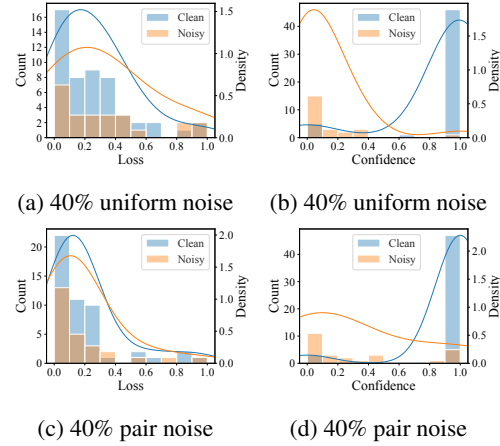 16
14
12
10
8
6
4
2
0
Count
1.5
1.0
0.5
0.0
Density
Clean
Noisy
0.0 0.2 0.4 0.6 0.8 1.0
Loss
(a) 40% uniform noise
40
30
20
10
0
Count
1.5
1.0
0.5
0.0
Density
Clean
Noisy
0.0 0.2 0.4 0.6 0.8 1.0
Confidence
(b) 40% uniform noise
20
15
10
5
0
Count
2.0
1.5
1.0
0.5
0.0
Density
Clean
Noisy
0.0 0.2 0.4 0.6 0.8 1.0
Loss
(c) 40% pair noise
40
30
20
10
0
Count
2.0
1.5
1.0
0.5
0.0
Density
Clean
Noisy
0.0 0.2 0.4 0.6 0.8 1.0
Confidence
(d) 40% pair noise